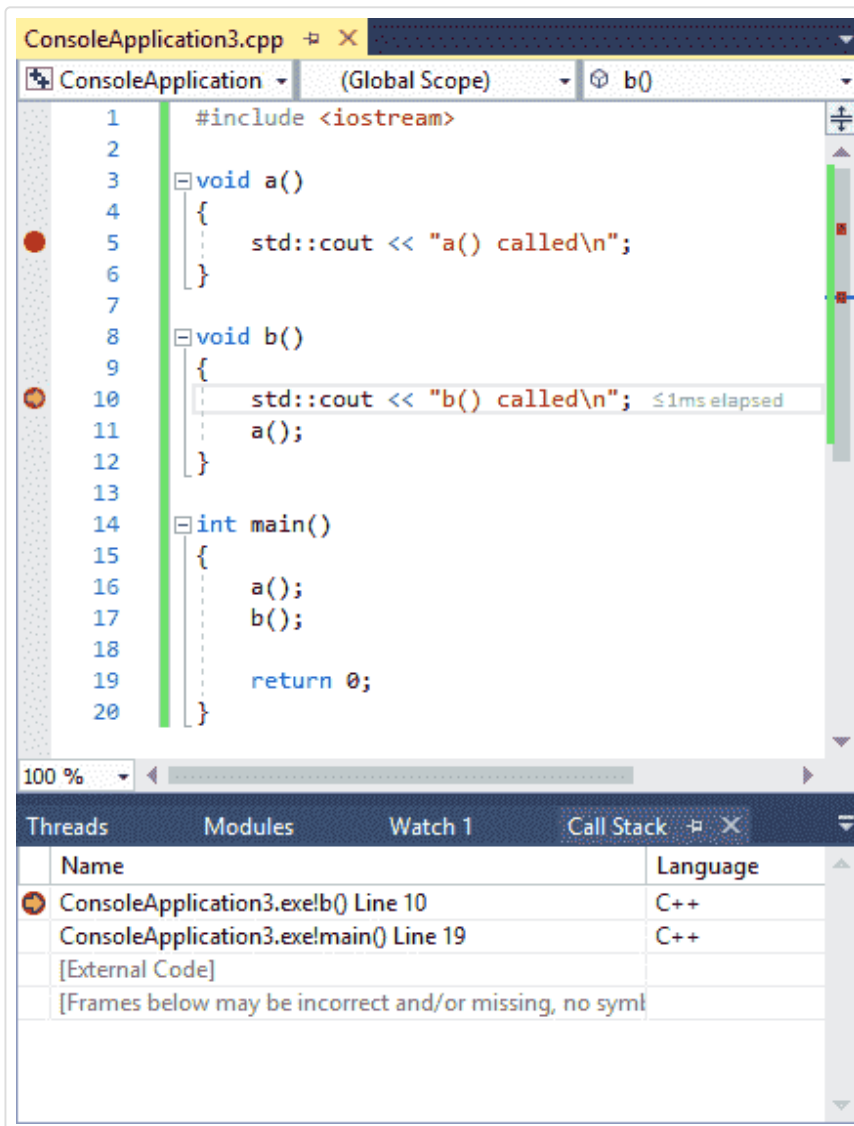 ConsoleApplication3.cpp
ConsoleApplication (Global Scope) b()
1 #include <iostream>
2
3 void a()
4 {
5 std::cout << "a() called\n";
6 }
7
8 void b()
9 {
10 std::cout << "b() called\n"; ≤1ms elapsed
11 a();
12 }
13
14 int main()
15 {
16 a();
17 b();
18
19 return 0;
20 }
100 %
Threads Modules Watch 1 Call Stack
Name Language
ConsoleApplication3.exe!b() Line 10 C++
ConsoleApplication3.exe!main() Line 19 C++
[External Code]
[Frames below may be incorrect and/or missing, no symb